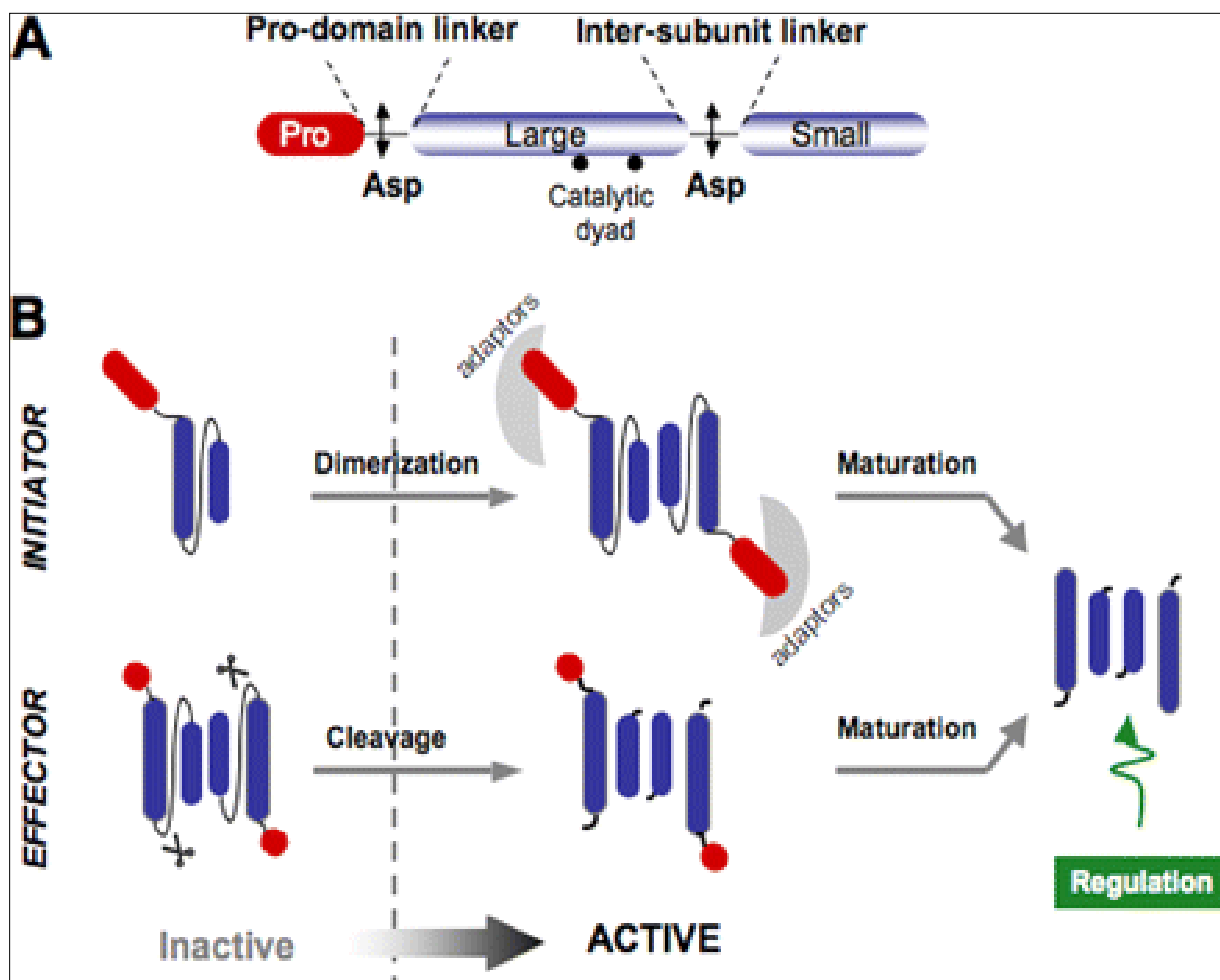 A
Pro-domain linker
Inter-subunit linker
Pro
Large
Small
Asp
Catalytic
dyad
Asp
B
INITIATOR
adaptors
Dimerization
Maturation
adaptors
EFFECTOR
Cleavage
Maturation
Regulation
Inactive
ACTIVE